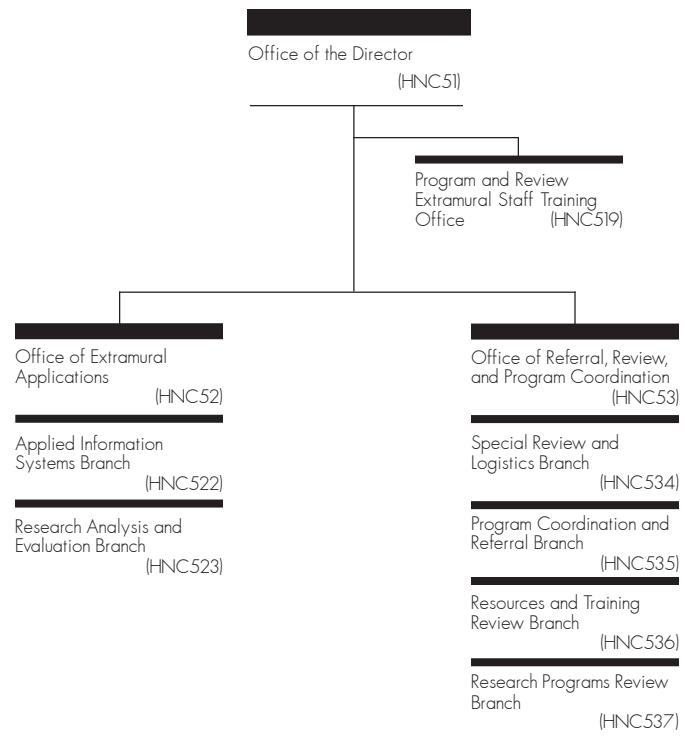 Office of the Director
(HNC51)
Program and Review
Extramural Staff Training
Office (HNC519)
Office of Extramural
Applications
(HNC52)
Applied Information
Systems Branch
(HNC522)
Research Analysis and
Evaluation Branch
(HNC523)
Office of Referral, Review,
and Program Coordination
(HNC53)
Special Review and
Logistics Branch
(HNC534)
Program Coordination and
Referral Branch
(HNC535)
Resources and Training
Review Branch
(HNC536)
Research Programs Review
Branch
(HNC537)